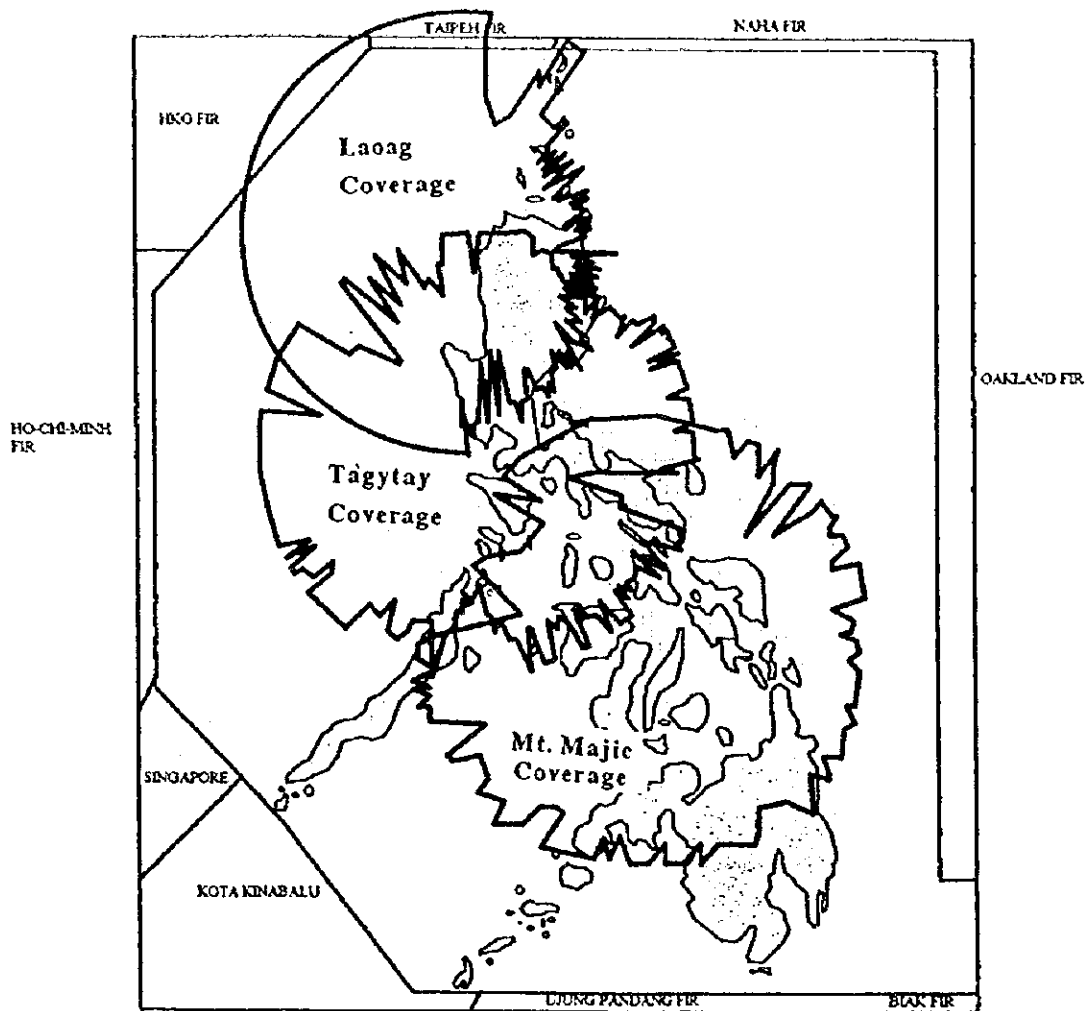 TAIPEH FIR
NAHA FIR
HKG FIR
Laoag
Coverage
OAKLAND FIR
HO-CHI-MINH
FIR
Tagytay
Coverage
Mt. Majic
Coverage
SINGAPORE
KOTA KINABALU
UJUNG PANDANG FIR
BIAK FIR